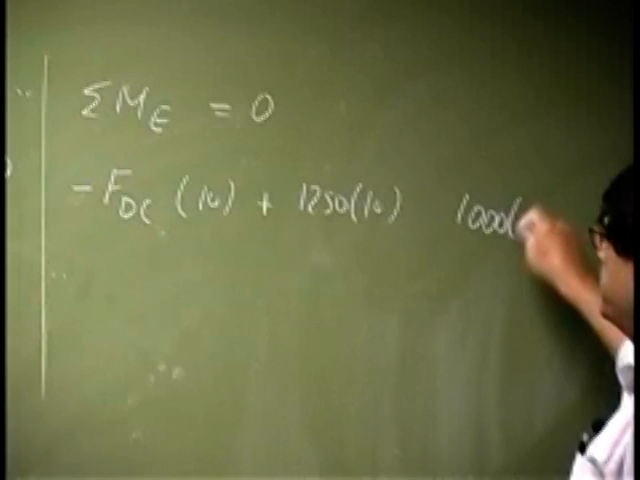 ΣM_E = 0
-F_DC (10) + 1250(10) 1000(